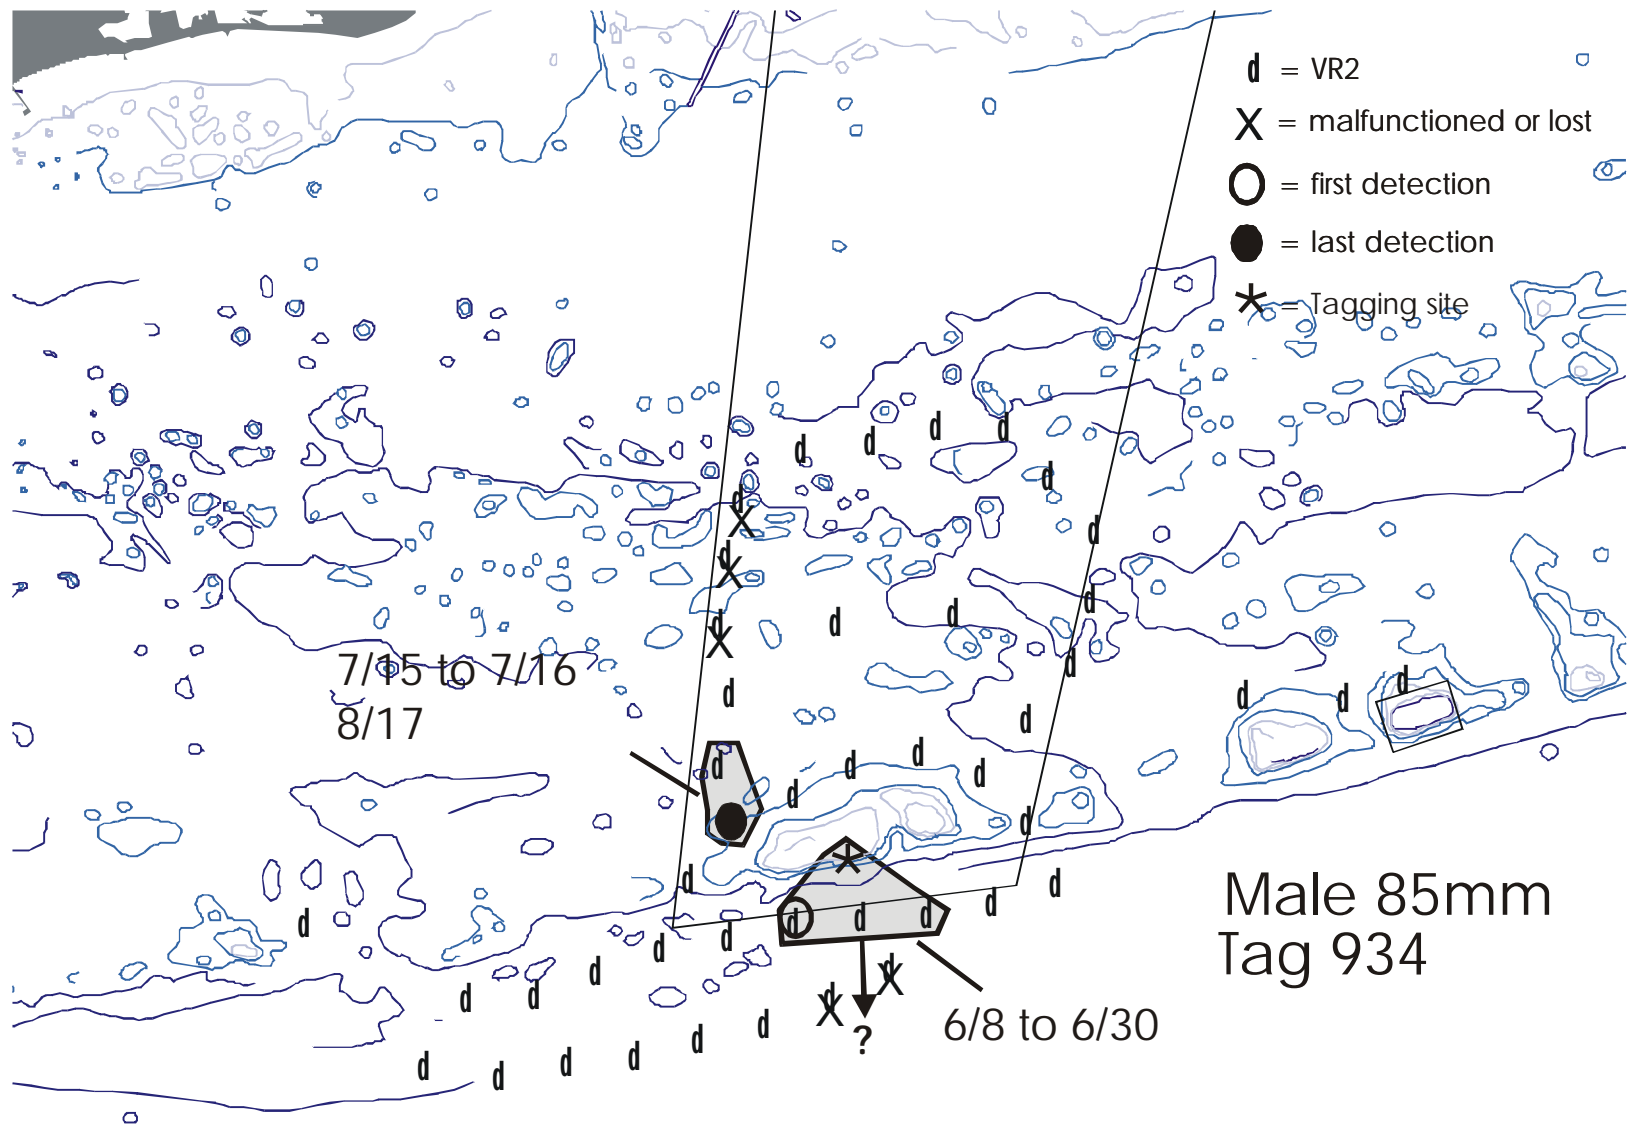 d = VR2
X = malfunctioned or lost
= first detection
= last detection
* = Tagging site
d d d d
d
d
X
d
d
X
d
d
d
d
X
d
d
d
d
d
d
7/15 to 7/16
8/17
d
d
d
d
d
d
d
d
*
d
d
d
d
d
d
d
d
d
d
Male 85mm
Tag 934
d
d
d
d
X
d
X
?
6/8 to 6/30
d
d
d
d
d
d